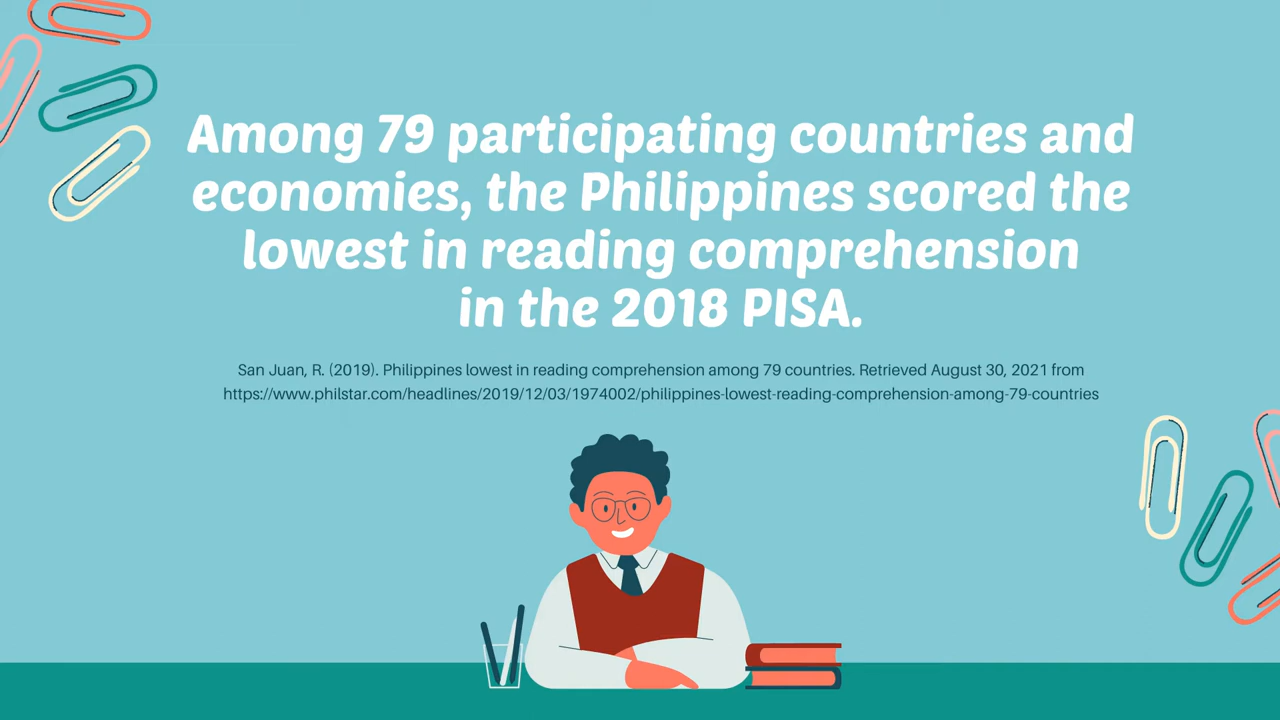 Among 79 participating countries and
economies, the Philippines scored the
lowest in reading comprehension
in the 2018 PISA.
San Juan, R. (2019). Philippines lowest in reading comprehension among 79 countries. Retrieved August 30, 2021 from
https://www.philstar.com/headlines/2019/12/03/1974002/philippines-lowest-reading-comprehension-among-79-countries